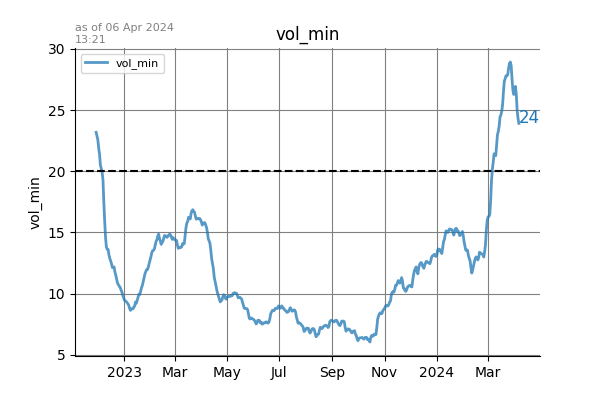 as of 06 Apr 2024
13:21
vol_min
vol_min
30
25
20
15
10
5
vol_min
24
2023
Mar
May
Jul
Sep
Nov
2024
Mar